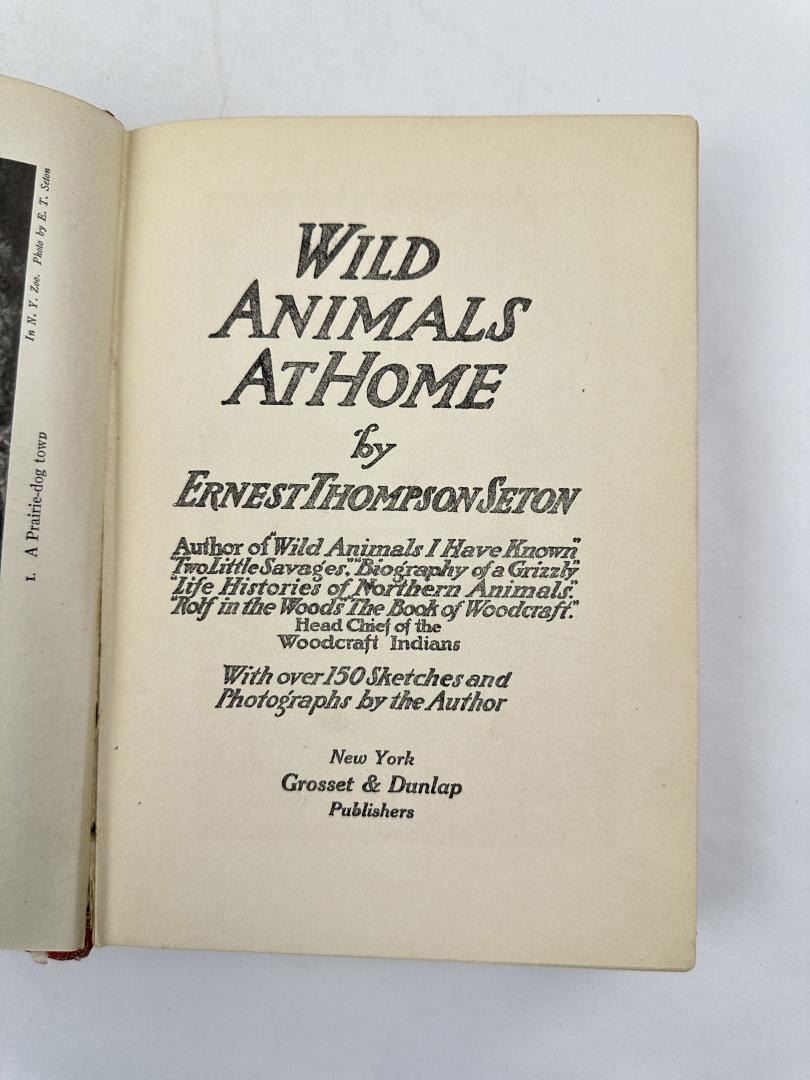 In N. Y. Zoo. Photo by E. T. Seton
1. A Prairie-dog town
WILD
ANIMALS
AT HOME
by
ERNEST THOMPSON SETON
Author of "Wild Animals I Have Known"
Two Little Savages." "Biography of a Grizzly"
"Life Histories of Northern Animals".
"Rolf in the Woods" The Book of Woodcraft."
Head Chief of the
Woodcraft Indians
With over 150 Sketches and
Photographs by the Author
New York
Grosset & Dunlap
Publishers